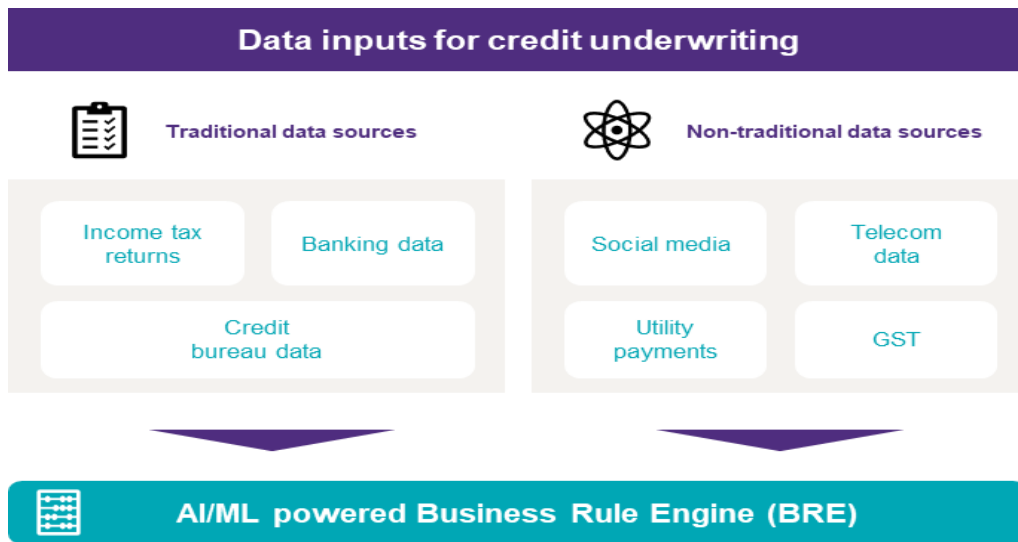 Data inputs for credit underwriting
Traditional data sources
Non-traditional data sources
Income tax
returns
Banking data
Credit
bureau data
Social media
Telecom
data
Utility
payments
GST
AI/ML powered Business Rule Engine (BRE)